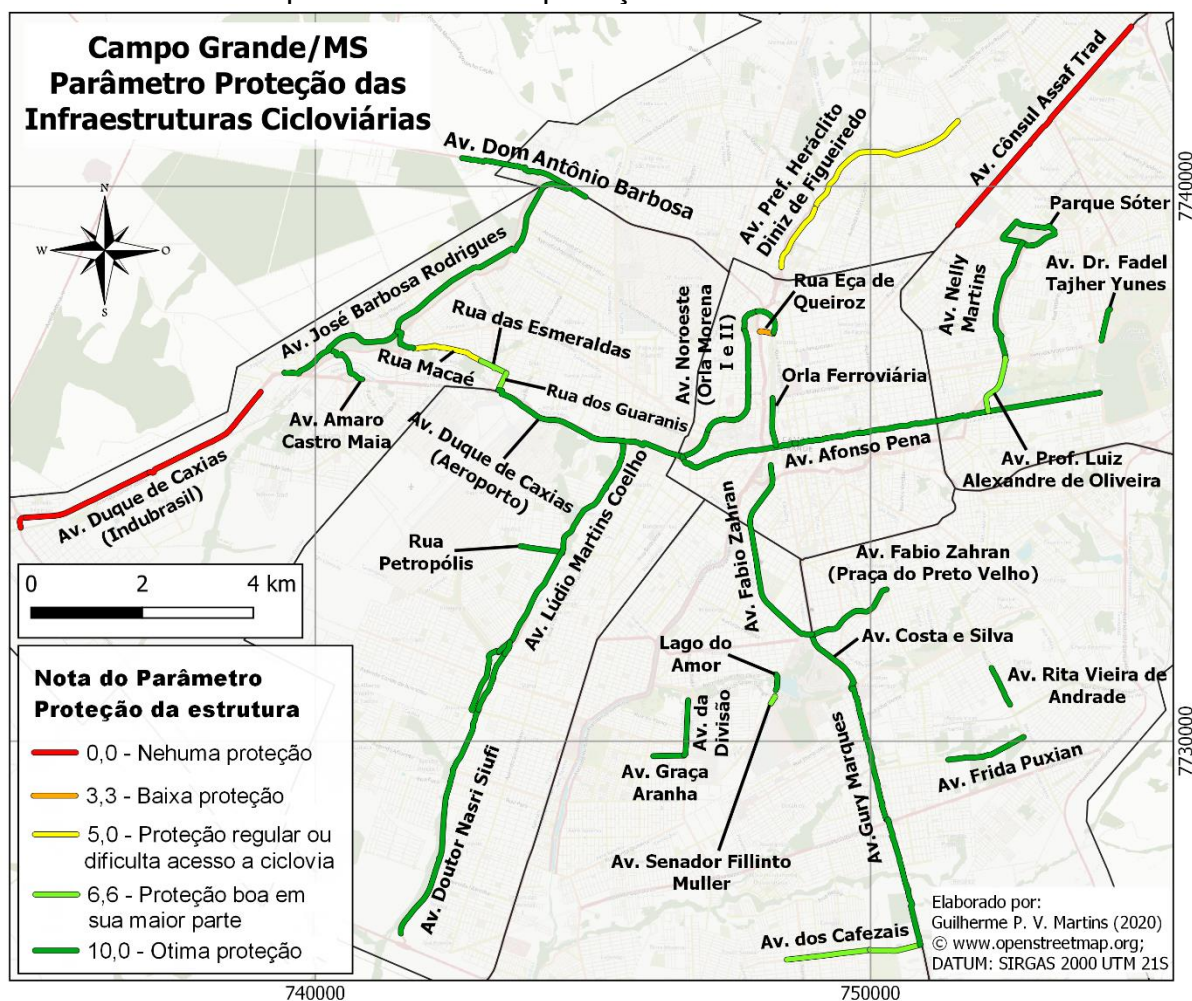 Campo Grande/MS
Parâmetro Proteção das
Infraestruturas Cicloviárias
N
W
O
S
Av. Dom Antônio Barbosa
Av. Pref. Heráclito
Diniz de Figueiredo
Av. Cônsul Assaf Trad
7740000
Parque Sóter
Av. Dr. Fadel
Tajher Yunes
Av. Nelly
Martins
Av. José Barbosa Rodrigues
Rua das Esmeraldas
Rua Macaé
Rua dos Guaranis
Av. Noroeste
(Orla Morena
I e II)
Rua Eça de
Queiroz
Orla Ferroviária
Av. Amaro
Castro Maia
Av. Duque de Caxias
(Aeroporto)
Av. Afonso Pena
Av. Prof. Luiz
Alexandre de Oliveira
Av. Duque de Caxias
(Indubrasil)
Rua
Petropólis
Av. Lúdio Martins Coelho
Av. Fabio Zahran
Av. Fabio Zahran
(Praça do Preto Velho)
Av. Costa e Silva
0
2
4 km
Lago do
Amor
Av. da
Divisão
Av. Rita Vieira de
Andrade
Av. Graça
Aranha
Av. Frida Puxian
7730000
Av. Doutor Nasri Siufi
Av.Gury Marques
Av. Senador Fillinto
Muller
Av. dos Cafezais
Nota do Parâmetro
Proteção da estrutura
0,0 - Nehuma proteção
3,3 - Baixa proteção
5,0 - Proteção regular ou
dificulta acesso a ciclovia
6,6 - Proteção boa em
sua maior parte
10,0 - Otima proteção
Elaborado por:
Guilherme P. V. Martins (2020)
© www.openstreetmap.org;
DATUM: SIRGAS 2000 UTM 21S
740000
750000